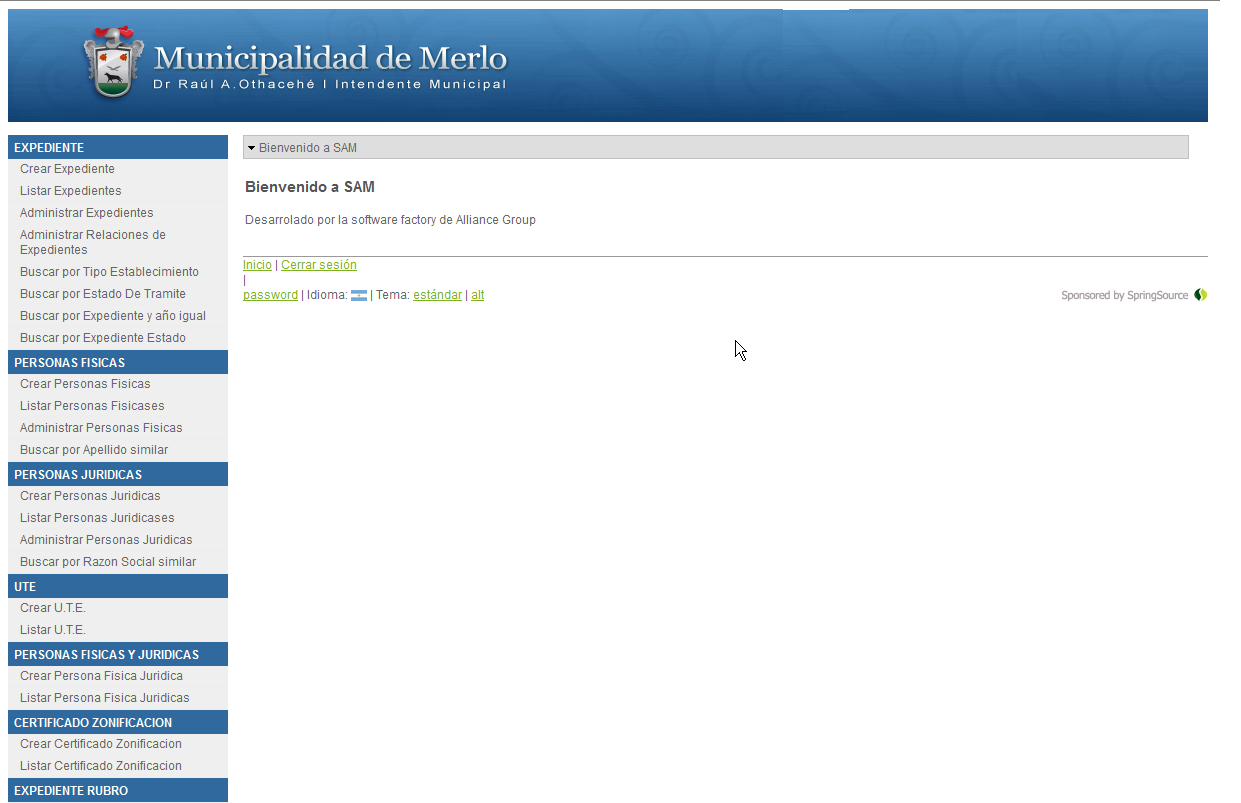 Municipalidad de Merlo
Dr Raúl A.Othacehé I Intendente Municipal
EXPEDIENTE
Crear Expediente
Listar Expedientes
Administrar Expedientes
Administrar Relaciones de
Expedientes
Buscar por Tipo Establecimiento
Buscar por Estado De Tramite
Buscar por Expediente y año igual
Buscar por Expediente Estado
PERSONAS FISICAS
Crear Personas Fisicas
Listar Personas Fisicases
Administrar Personas Fisicas
Buscar por Apellido similar
PERSONAS JURIDICAS
Crear Personas Juridicas
Listar Personas Juridicases
Administrar Personas Juridicas
Buscar por Razon Social similar
UTE
Crear U.T.E.
Listar U.T.E.
PERSONAS FISICAS Y JURIDICAS
Crear Persona Fisica Juridica
Listar Persona Fisica Juridicas
CERTIFICADO ZONIFICACION
Crear Certificado Zonificacion
Listar Certificado Zonificacion
EXPEDIENTE RUBRO
Bienvenido a SAM
Bienvenido a SAM
Desarrolado por la software factory de Alliance Group
Inicio | Cerrar sesión
|
password | Idioma: | Tema: estándar | alt
Sponsored by SpringSource